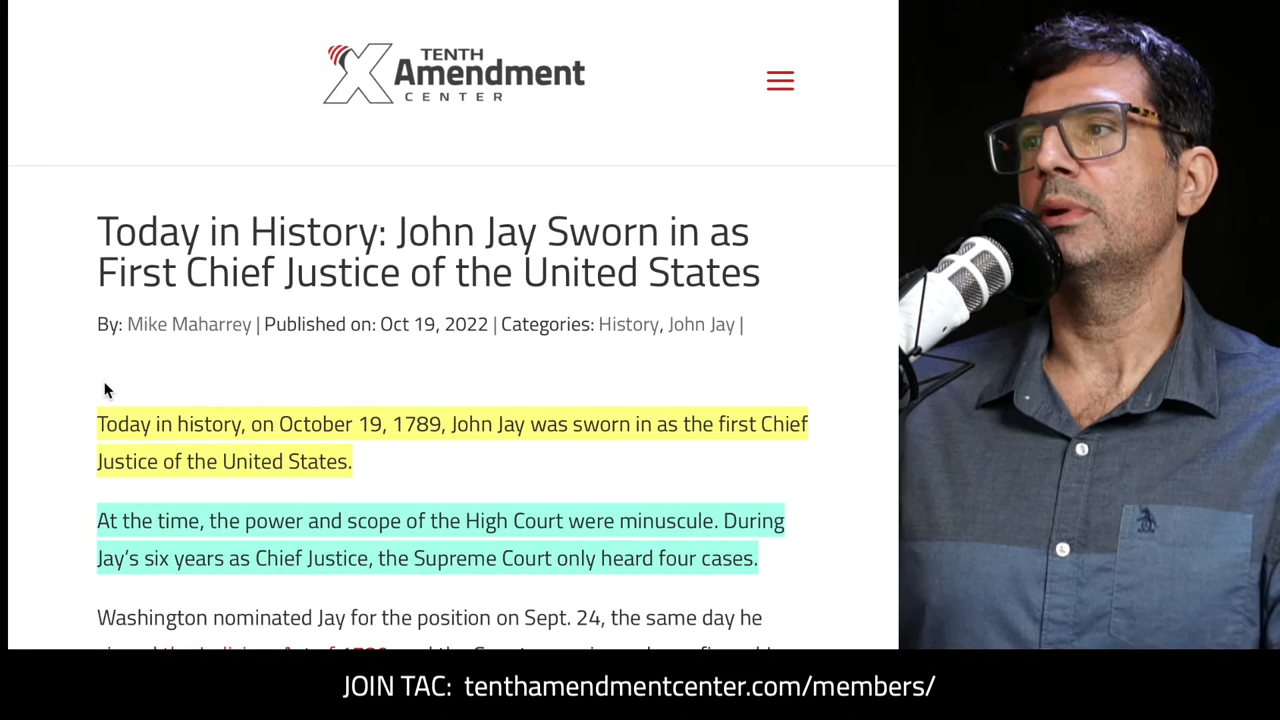 TENTH
Amendment
CENTER
Today in History: John Jay Sworn in as
First Chief Justice of the United States
By: Mike Maharrey | Published on: Oct 19, 2022 | Categories: History, John Jay |
Today in history, on October 19, 1789, John Jay was sworn in as the first Chief
Justice of the United States.
At the time, the power and scope of the High Court were minuscule. During
Jay's six years as Chief Justice, the Supreme Court only heard four cases.
Washington nominated Jay for the position on Sept. 24, the same day he
JOIN TAC: tenthamendmentcenter.com/members/